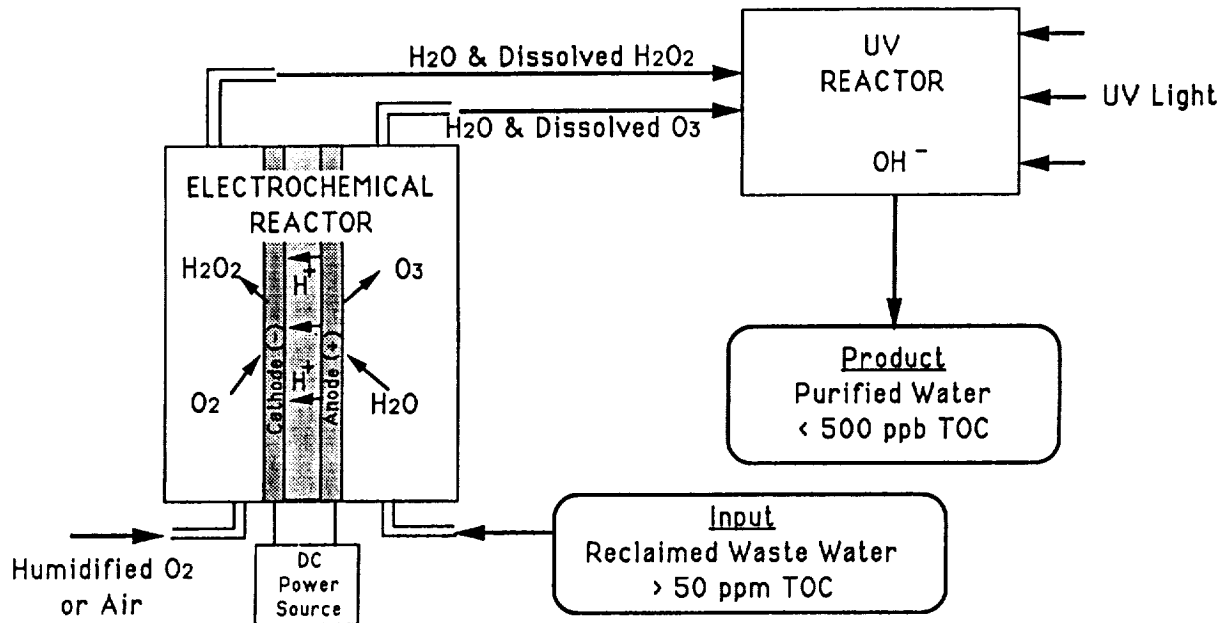 H2O & Dissolved H2O2
H2O & Dissolved O3
UV
REACTOR
OH⁻
UV Light
ELECTROCHEMICAL
REACTOR
H2O2
H+
O3
Cathode (-)
H+
Anode (+)
O2
H2O
Humidified O2
or Air
DC
Power
Source
Input
Reclaimed Waste Water
> 50 ppm TOC
Product
Purified Water
< 500 ppb TOC